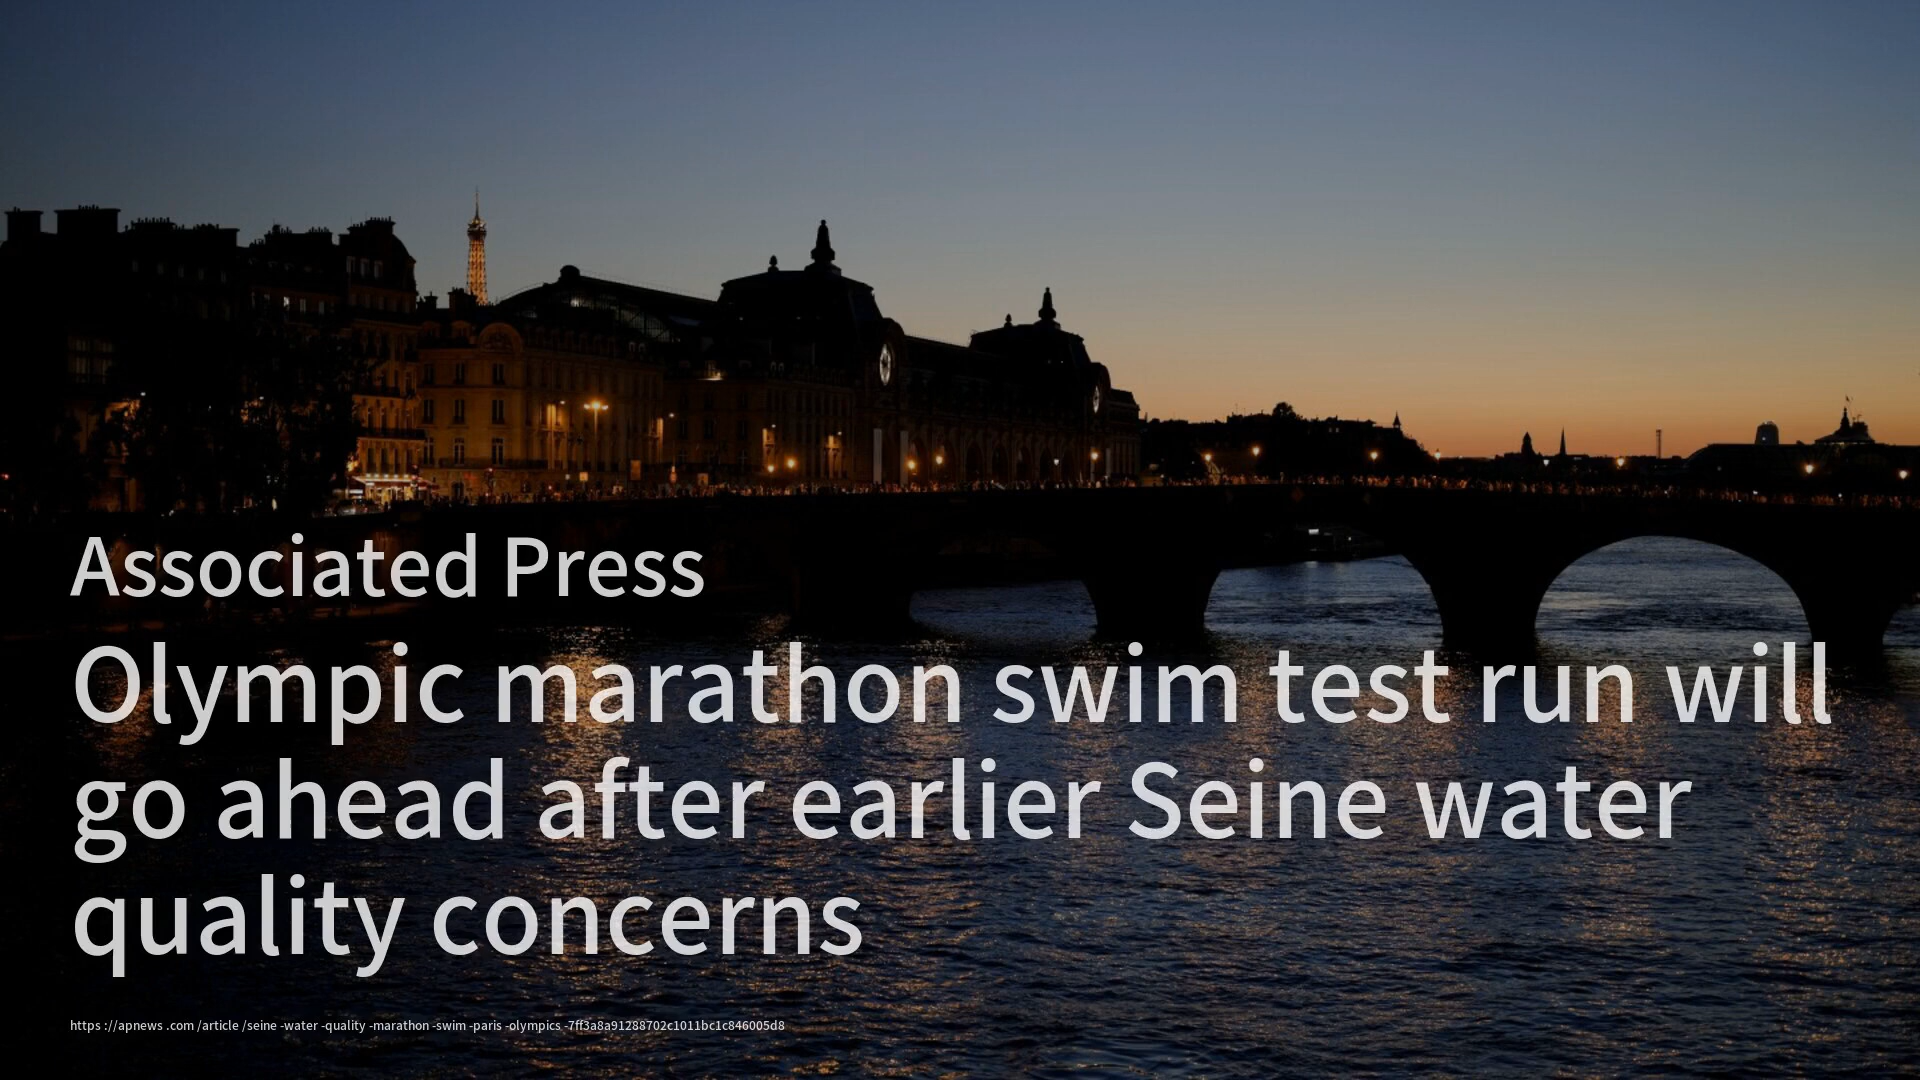 Associated Press
Olympic marathon swim test run will
go ahead after earlier Seine water
quality concerns
https ://apnews .com /article /seine -water -quality -marathon -swim -paris -olympics -7ff3a8a91288702c1011bc1c846005d8